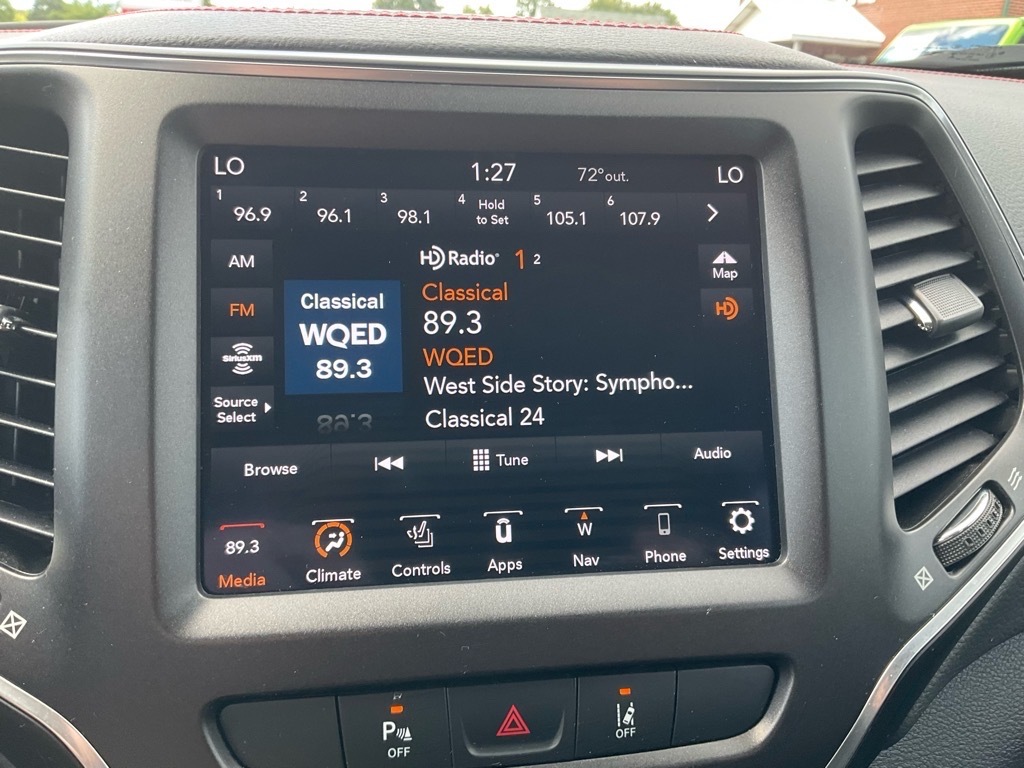 LO 1:27 72°out. LO
1 96.9 2 96.1 3 98.1 4 Hold to Set 5 105.1 6 107.9
AM
FM
SiriusXM
Source
Select
Classical
WQED
89.3
HD Radio 1 2
Classical
89.3
WQED
West Side Story: Sympho...
Classical 24
Map
HD
Browse Tune Audio
89.3
Media Climate Controls
û
Apps
W
Nav Phone Settings
P
OFF
OFF